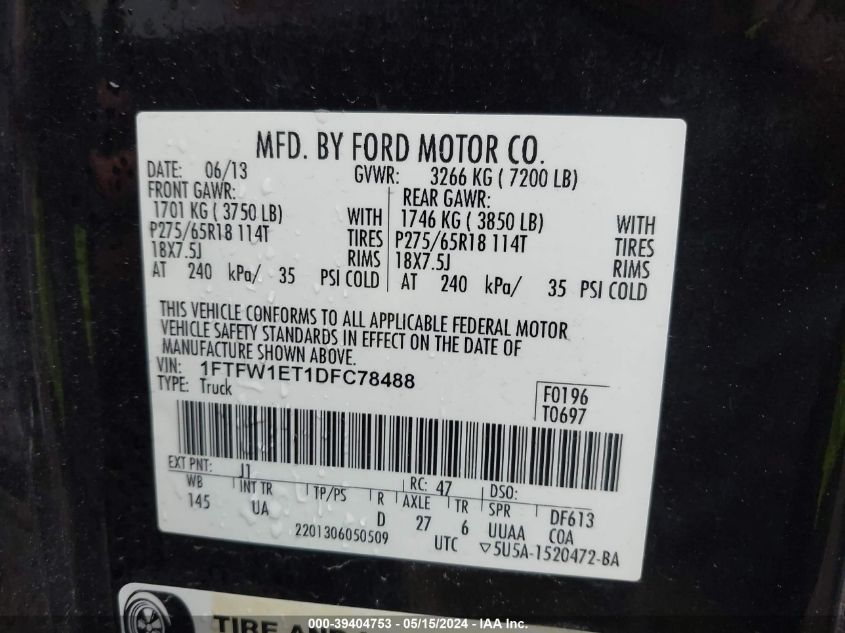 MFD. BY FORD MOTOR CO.
DATE: 06/13 GVWR: 3266 KG ( 7200 LB)
FRONT GAWR: REAR GAWR:
1701 KG ( 3750 LB) WITH 1746 KG ( 3850 LB) WITH
P275/65R18 114T TIRES P275/65R18 114T TIRES
18X7.5J RIMS 18X7.5J RIMS
AT 240 kPa/ 35 PSI COLD AT 240 kPa/ 35 PSI COLD
THIS VEHICLE CONFORMS TO ALL APPLICABLE FEDERAL MOTOR
VEHICLE SAFETY STANDARDS IN EFFECT ON THE DATE OF
MANUFACTURE SHOWN ABOVE.
VIN: 1FTFW1ET1DFC78488
TYPE: Truck
F0196
T0697
EXT PNT: J1 RC: 47 DSO:
WB INT TR TP/PS R AXLE TR SPR DF613
145 UA D 27 6 UUAA COA
2201306050509 UTC ▽5U5A-1520472-BA
TIRE AND
000-39404753 - 05/15/2024 - IAA Inc.